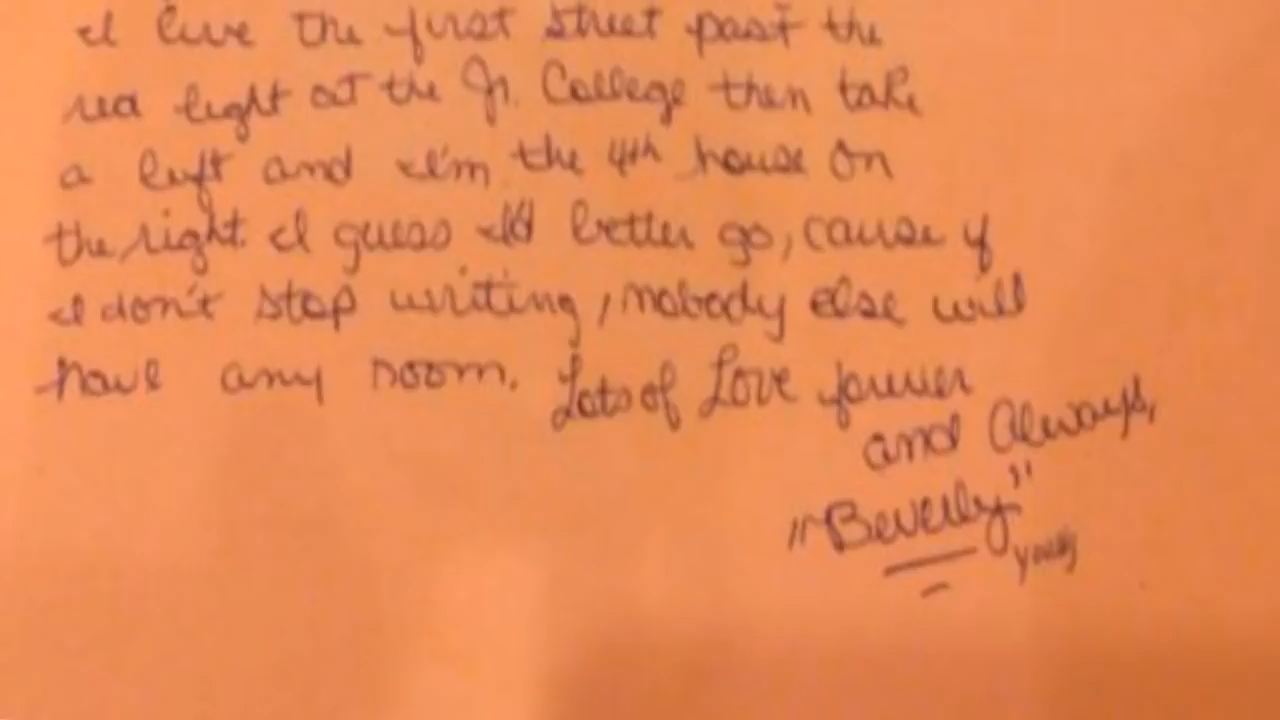 I live the first street past the
red light at the Jr. College then take
a left and I'm the 4th house on
the right. I guess I'd better go, cause if
I don't stop writing, nobody else will
have any room. Lots of Love forever
and Always,
"Beverly"